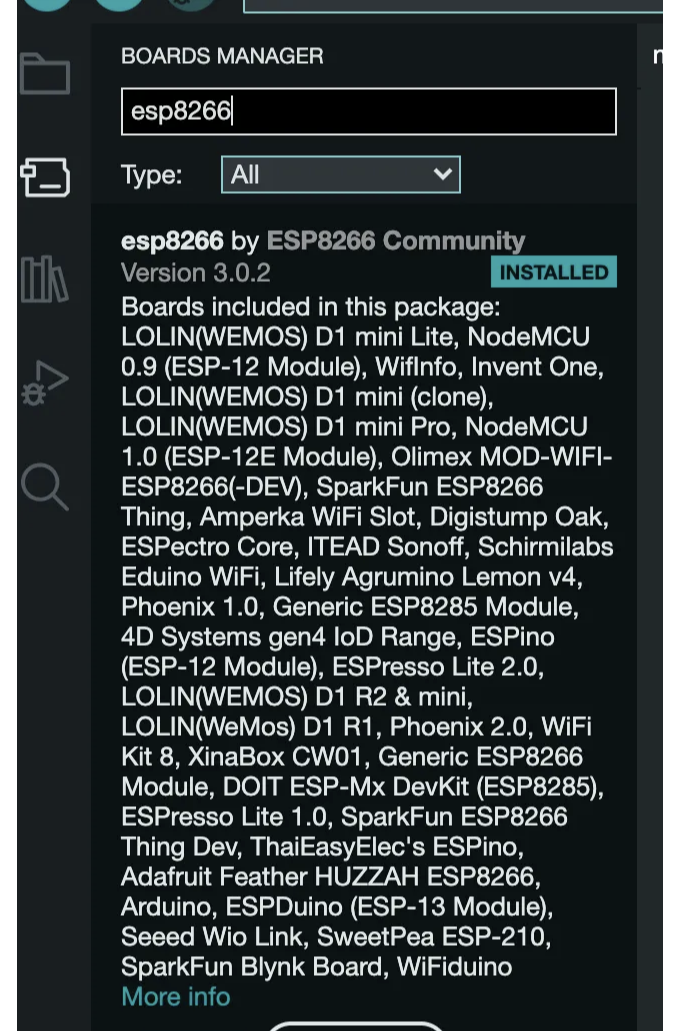 BOARDS MANAGER
esp8266
Type: All
esp8266 by ESP8266 Community
Version 3.0.2 INSTALLED
Boards included in this package:
LOLIN(WEMOS) D1 mini Lite, NodeMCU
0.9 (ESP-12 Module), WifInfo, Invent One,
LOLIN(WEMOS) D1 mini (clone),
LOLIN(WEMOS) D1 mini Pro, NodeMCU
1.0 (ESP-12E Module), Olimex MOD-WIFI-
ESP8266(-DEV), SparkFun ESP8266
Thing, Amperka WiFi Slot, Digistump Oak,
ESPectro Core, ITEAD Sonoff, Schirmilabs
Eduino WiFi, Lifely Agrumino Lemon v4,
Phoenix 1.0, Generic ESP8285 Module,
4D Systems gen4 IoD Range, ESPino
(ESP-12 Module), ESPresso Lite 2.0,
LOLIN(WEMOS) D1 R2 & mini,
LOLIN(WeMos) D1 R1, Phoenix 2.0, WiFi
Kit 8, XinaBox CW01, Generic ESP8266
Module, DOIT ESP-Mx DevKit (ESP8285),
ESPresso Lite 1.0, SparkFun ESP8266
Thing Dev, ThaiEasyElec's ESPino,
Adafruit Feather HUZZAH ESP8266,
Arduino, ESPDuino (ESP-13 Module),
Seeed Wio Link, SweetPea ESP-210,
SparkFun Blynk Board, WiFiduino
More info